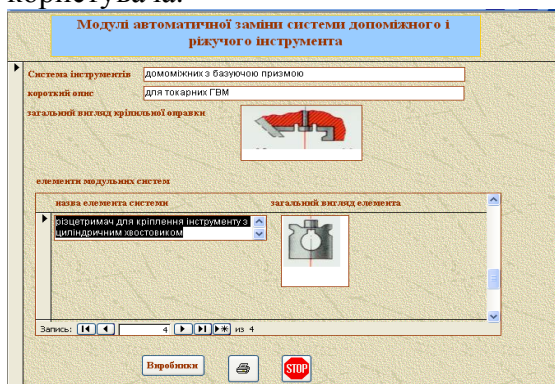 користувача.
Модулі автоматичної заміни системи допоміжного і
ріжучого інструмента
Система інструментів домоміжних з базуючою призмою
короткий опис для токарних ГВМ
загальний вигляд кріпильної оправки
елементи модульних систем
назва елемента системи загальний вигляд елемента
різцетримач для кріплення інструменту з
циліндричним хвостовиком
Запись: 4 из 4
Виробники STOP